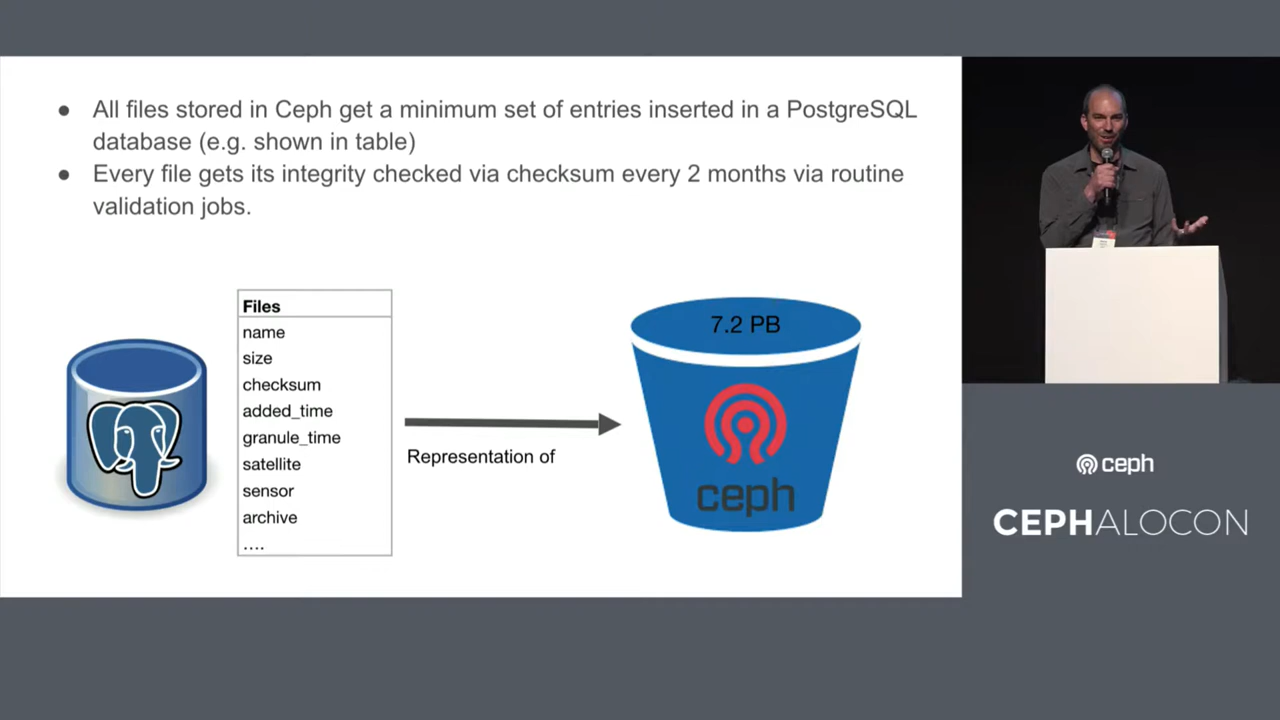 ● All files stored in Ceph get a minimum set of entries inserted in a PostgreSQL
database (e.g. shown in table)
● Every file gets its integrity checked via checksum every 2 months via routine
validation jobs.
Files
name
size
checksum
added_time
granule_time
satellite
sensor
archive
....
Representation of
7.2 PB
ceph
ceph
CEPHALOCON